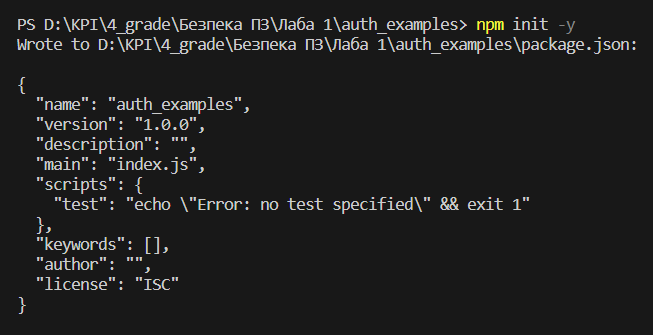 PS D:\KPI\4_grade\Безпека ПЗ\Лаба 1\auth_examples> npm init -y
Wrote to D:\KPI\4_grade\Безпека ПЗ\Лаба 1\auth_examples\package.json:
{
  "name": "auth_examples",
  "version": "1.0.0",
  "description": "",
  "main": "index.js",
  "scripts": {
    "test": "echo \"Error: no test specified\" && exit 1"
  },
  "keywords": [],
  "author": "",
  "license": "ISC"
}